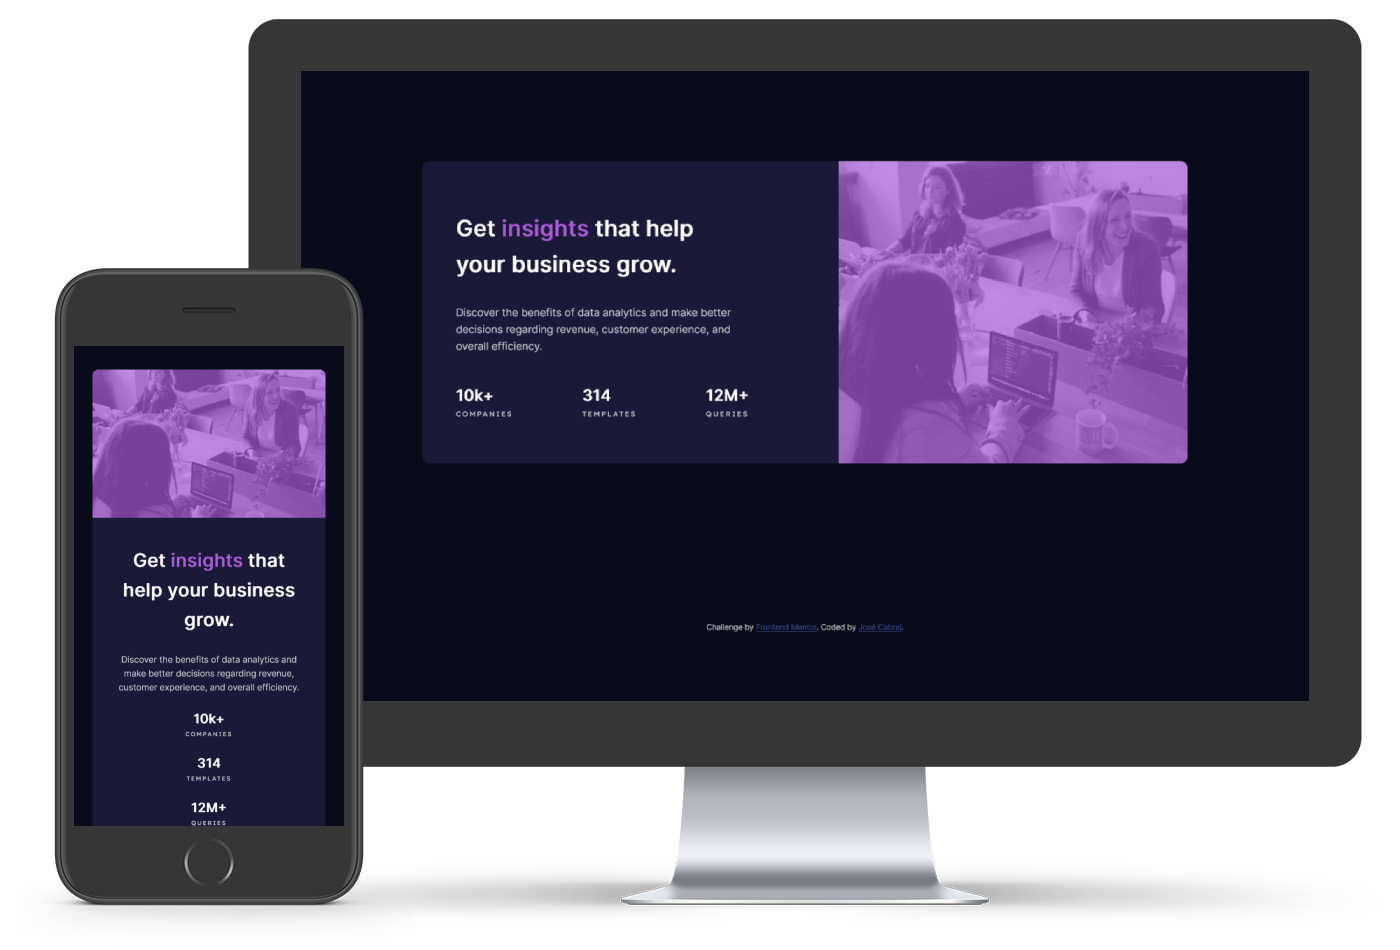 Get insights that help
your business grow.
Discover the benefits of data analytics and make better
decisions regarding revenue, customer experience, and
overall efficiency.
10k+ 314 12M+
COMPANIES TEMPLATES QUERIES
Challenge by Frontend Mentor. Coded by José Cabral.
Get insights that
help your business
grow.
Discover the benefits of data analytics and
make better decisions regarding revenue,
customer experience, and overall efficiency.
10k+
COMPANIES
314
TEMPLATES
12M+
QUERIES